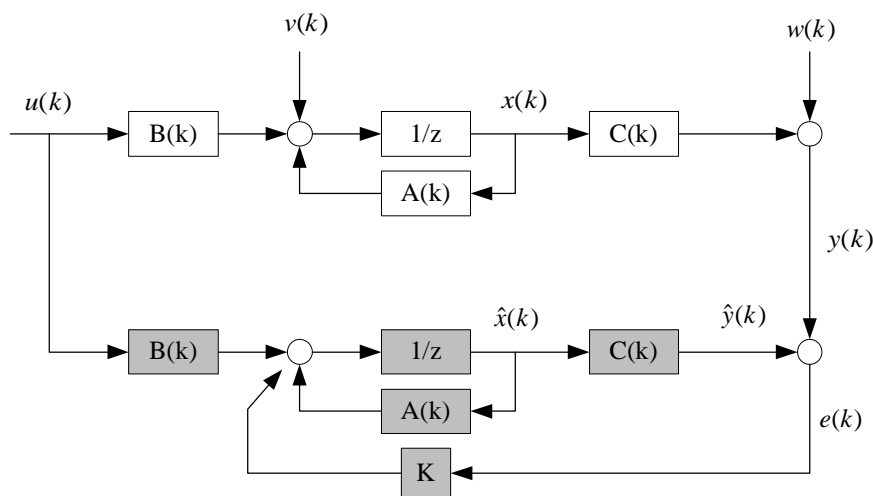 v(k)
w(k)
u(k)
x(k)
B(k)
1/z
C(k)
A(k)
y(k)
x̂(k)
ŷ(k)
B(k)
1/z
C(k)
A(k)
e(k)
K